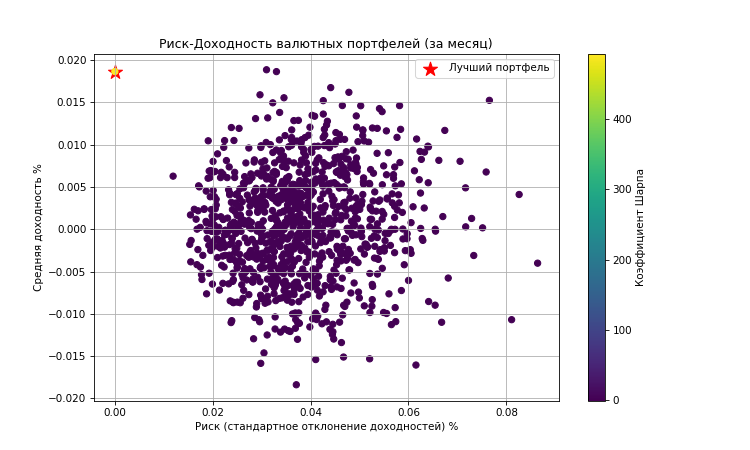 Риск-Доходность валютных портфелей (за месяц)
Лучший портфель
Средняя доходность %
0.020
0.015
0.010
0.005
0.000
−0.005
−0.010
−0.015
−0.020
0.00 0.02 0.04 0.06 0.08
Риск (стандартное отклонение доходностей) %
400
300
200
100
0
Коэффициент Шарпа